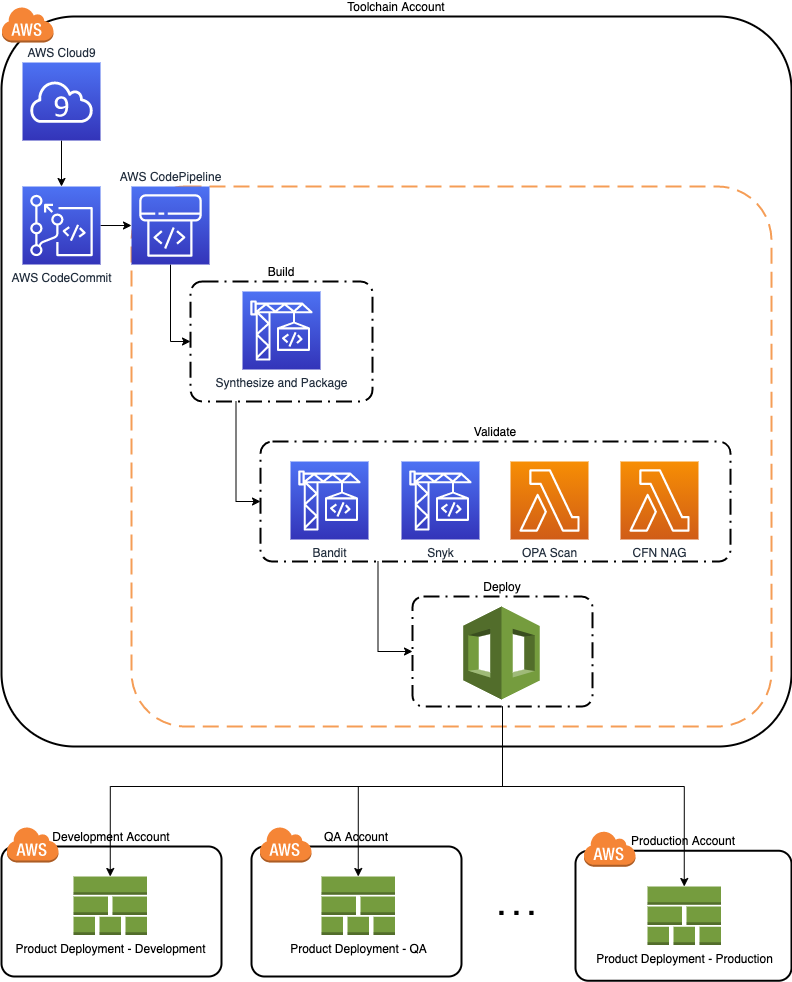 Toolchain Account
AWS
AWS Cloud9
9
AWS CodePipeline
</>
</>
AWS CodeCommit
Build
</>
Synthesize and Package
Validate
</>
</>
Bandit
Snyk
OPA Scan
CFN NAG
Deploy
Development Account
QA Account
Production Account
AWS
AWS
AWS
...
Product Deployment - Development
Product Deployment - QA
Product Deployment - Production